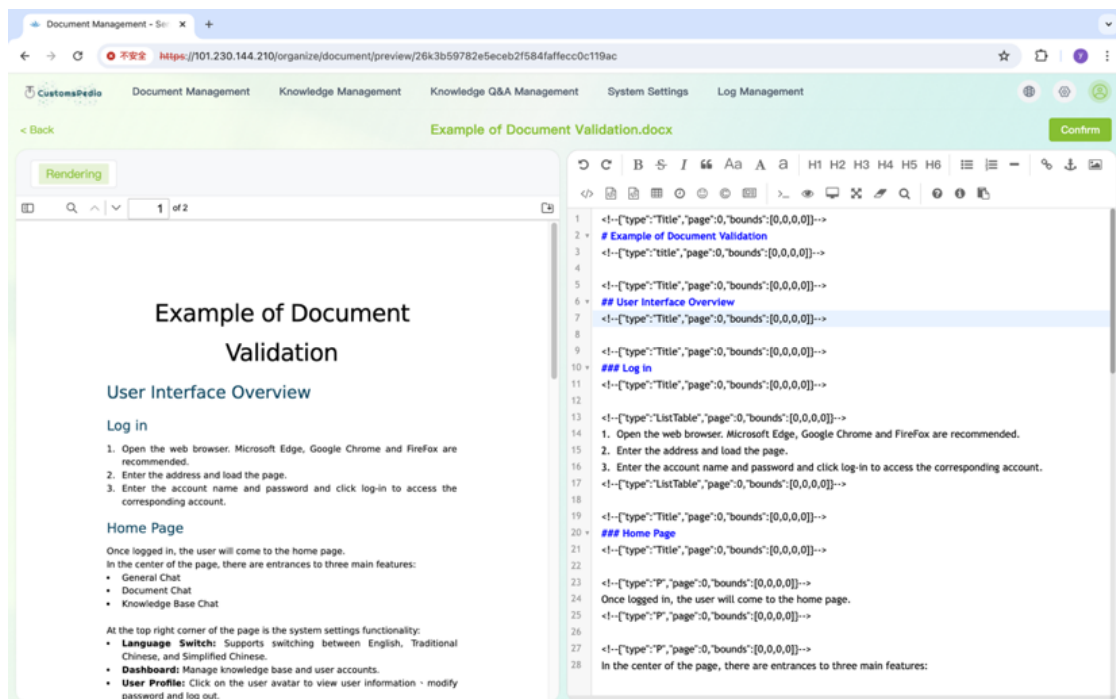 Document Management - Ser
不安全
https://101.230.144.210/organize/document/preview/26k3b59782e5eceb2f584faffecc0c119ac
y
CustomsPedia
Document Management
Knowledge Management
Knowledge Q&A Management
System Settings
Log Management
< Back
Example of Document Validation.docx
Confirm
Rendering
1 of 2
Example of Document
Validation
User Interface Overview
Log in
1. Open the web browser. Microsoft Edge, Google Chrome and FireFox are
recommended.
2. Enter the address and load the page.
3. Enter the account name and password and click log-in to access the
corresponding account.
Home Page
Once logged in, the user will come to the home page.
In the center of the page, there are entrances to three main features:
• General Chat
• Document Chat
• Knowledge Base Chat
At the top right corner of the page is the system settings functionality:
• Language Switch: Supports switching between English, Traditional
Chinese, and Simplified Chinese.
• Dashboard: Manage knowledge base and user accounts.
• User Profile: Click on the user avatar to view user information、modify
password and log out.
B S I Aa A a H1 H2 H3 H4 H5 H6
1 <!--{"type":"Title","page":0,"bounds":[0,0,0,0]}-->
2 # Example of Document Validation
3 <!--{"type":"title","page":0,"bounds":[0,0,0,0]}-->
4
5 <!--{"type":"Title","page":0,"bounds":[0,0,0,0]}-->
6 ## User Interface Overview
7 <!--{"type":"Title","page":0,"bounds":[0,0,0,0]}-->
8
9 <!--{"type":"Title","page":0,"bounds":[0,0,0,0]}-->
10 ### Log in
11 <!--{"type":"Title","page":0,"bounds":[0,0,0,0]}-->
12
13 <!--{"type":"ListTable","page":0,"bounds":[0,0,0,0]}-->
14 1. Open the web browser. Microsoft Edge, Google Chrome and FireFox are recommended.
15 2. Enter the address and load the page.
16 3. Enter the account name and password and click log-in to access the corresponding account.
17 <!--{"type":"ListTable","page":0,"bounds":[0,0,0,0]}-->
18
19 <!--{"type":"Title","page":0,"bounds":[0,0,0,0]}-->
20 ### Home Page
21 <!--{"type":"Title","page":0,"bounds":[0,0,0,0]}-->
22
23 <!--{"type":"P","page":0,"bounds":[0,0,0,0]}-->
24 Once logged in, the user will come to the home page.
25 <!--{"type":"P","page":0,"bounds":[0,0,0,0]}-->
26
27 <!--{"type":"P","page":0,"bounds":[0,0,0,0]}-->
28 In the center of the page, there are entrances to three main features: